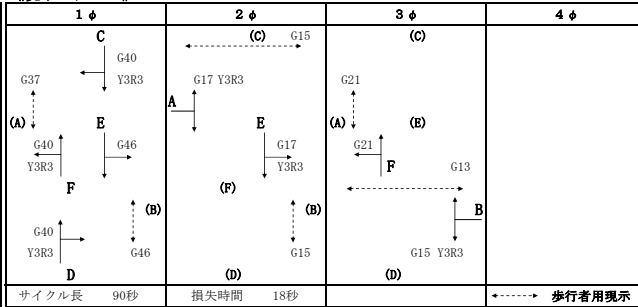 1φ 2φ 3φ 4φ
C (C) G15 (C)
G40
G37 Y3R3 G17 Y3R3 G21
A
(A) E E (A) (E)
G40 G46 G17 G21
Y3R3 Y3R3 Y3R3
F (F) F G13
(B) (B) B
G40
Y3R3 G46 G15 G15 Y3R3
D (D) (D)
サイクル長 90秒 損失時間 18秒 歩行者用現示